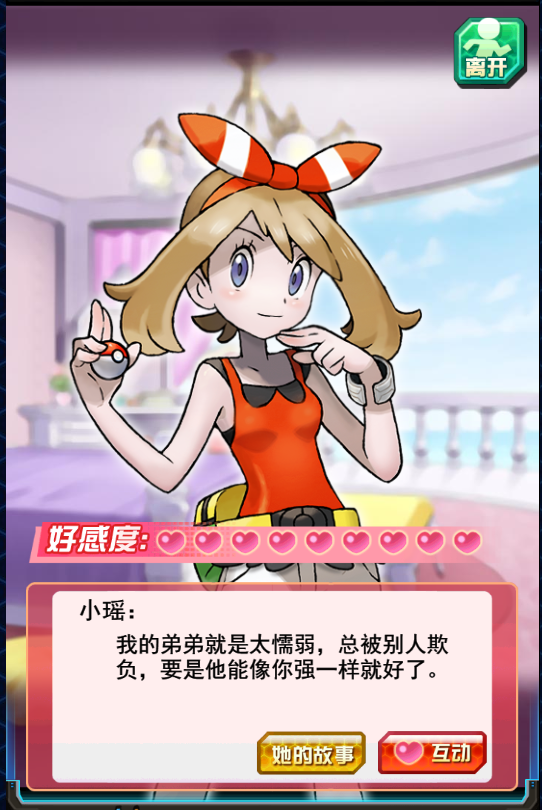 离开
好感度:
小瑶：
我的弟弟就是太懦弱，总被别人欺
负，要是他能像你强一样就好了。
她的故事
互动